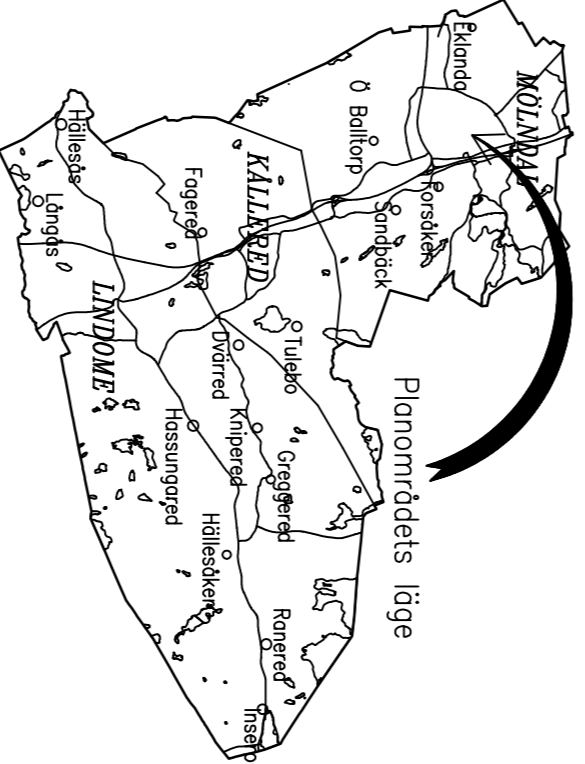 MÖLNDAL
Eklanda
Forsåker
Planområdets läge
Sandbäck
Ö Balltorp
Tulebo
Greggered
Ranered
KÅLLERED
Knipered
Dvärred
Hällesåker
Fagered
Hassungared
LINDOME
Hällesås
Långås